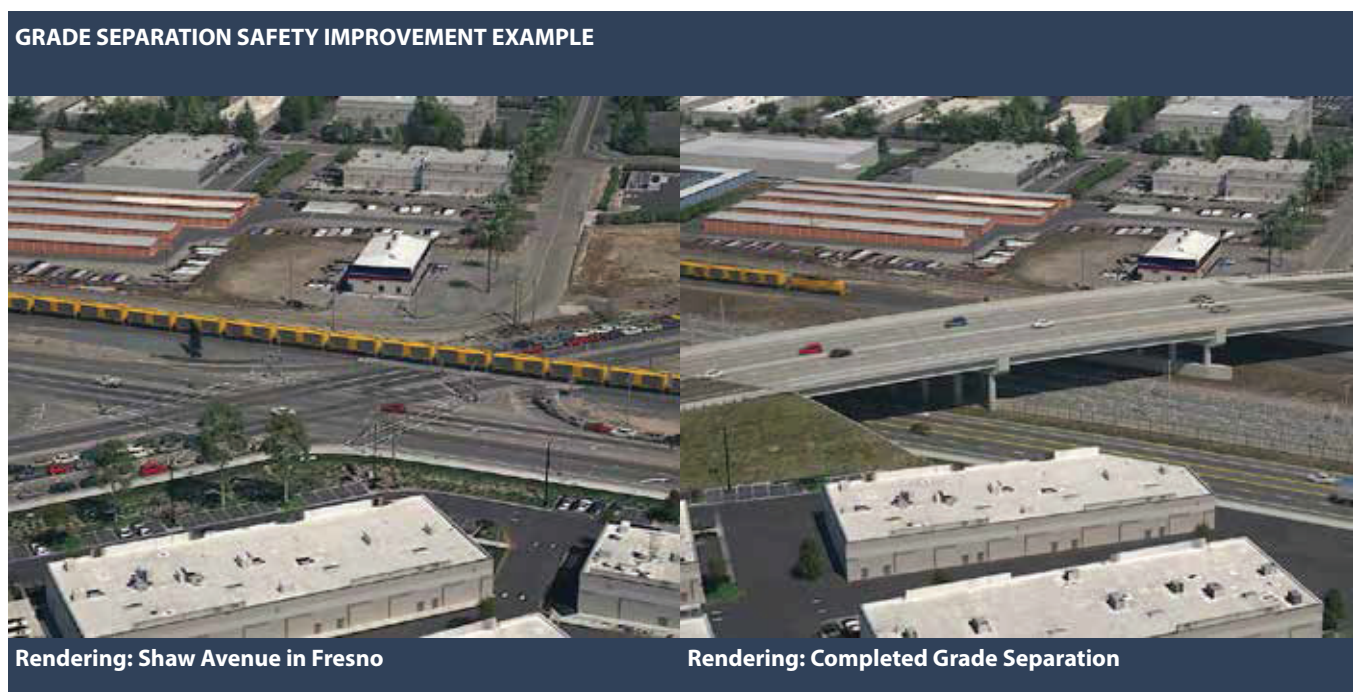 GRADE SEPARATION SAFETY IMPROVEMENT EXAMPLE
Rendering: Shaw Avenue in Fresno
Rendering: Completed Grade Separation